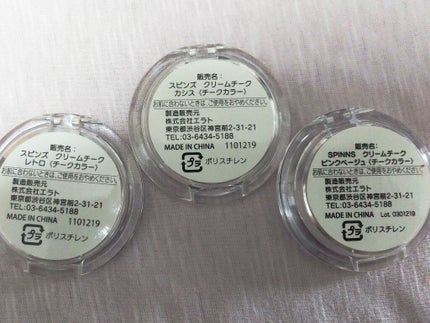 販売名：
スピンズ　クリームチーク
レトロ（チークカラー）
お肌に合わないときは、ご使用をおやめください。
製造販売元
株式会社エラト
東京都渋谷区神宮前2-31-21
TEL:03-6434-5188
MADE IN CHINA　1101219
プラ ポリスチレン
販売名：
スピンズ　クリームチーク
カシス（チークカラー）
お肌に合わないときは、ご使用をおやめください。
製造販売元
株式会社エラト
東京都渋谷区神宮前2-31-21
TEL:03-6434-5188
MADE IN CHINA　1101219
プラ ポリスチレン
販売名：
SPINNS　クリームチーク
ピンクベージュ（チークカラー）
お肌に合わないときは、ご使用をおやめください。
製造販売元
株式会社エラト
東京都渋谷区神宮前2-31-21
TEL:03-6434-5188
MADE IN CHINA　Lot. 0301219
プラ ポリスチレン